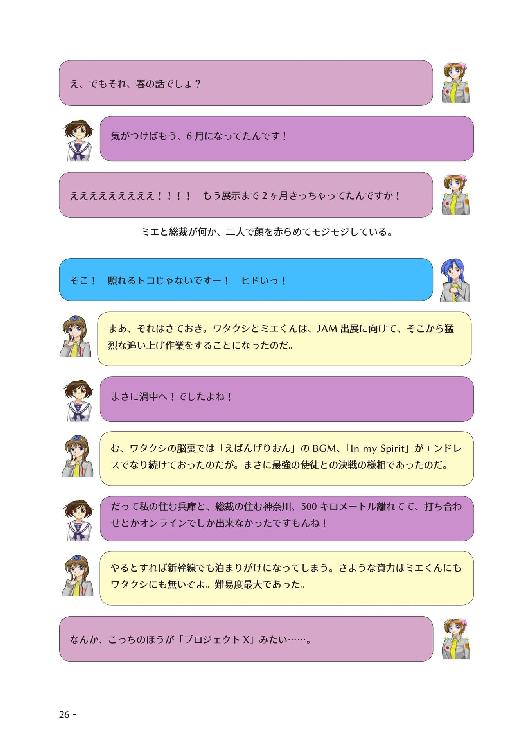 え、でもそれ、春の話でしょ？
気がつけばもう、6 月になってたんです！
えええええええええ！！！！　もう展示まで 2 ヶ月きっちゃってたんですか！
ミエと総裁が何か、二人で顔を赤らめてモジモジしている。
そこ！　照れるトコじゃないですー！　ヒドいっ！
まあ、それはさておき。ワタクシとミエくんは、JAM 出展に向けて、そこから猛
烈な追い上げ作業をすることになったのだ。
まさに渦中へ！でしたよね！
む、ワタクシの脳裏では「えばんげりおん」の BGM、「In my Spirit」がエンドレ
スでなり続けておったのだが。まさに最強の使徒との決戦の様相であったのだ。
だって私の住む兵庫と、総裁の住む神奈川、500 キロメートル離れてて、打ち合わ
せとかオンラインでしか出来なかったですもんね！
やるとすれば新幹線でも泊まりがけになってしまう。さような資力はミエくんにも
ワタクシにも無いぞよ。難易度最大であった。
なんか、こっちのほうが「プロジェクト X」みたい……。
26 -